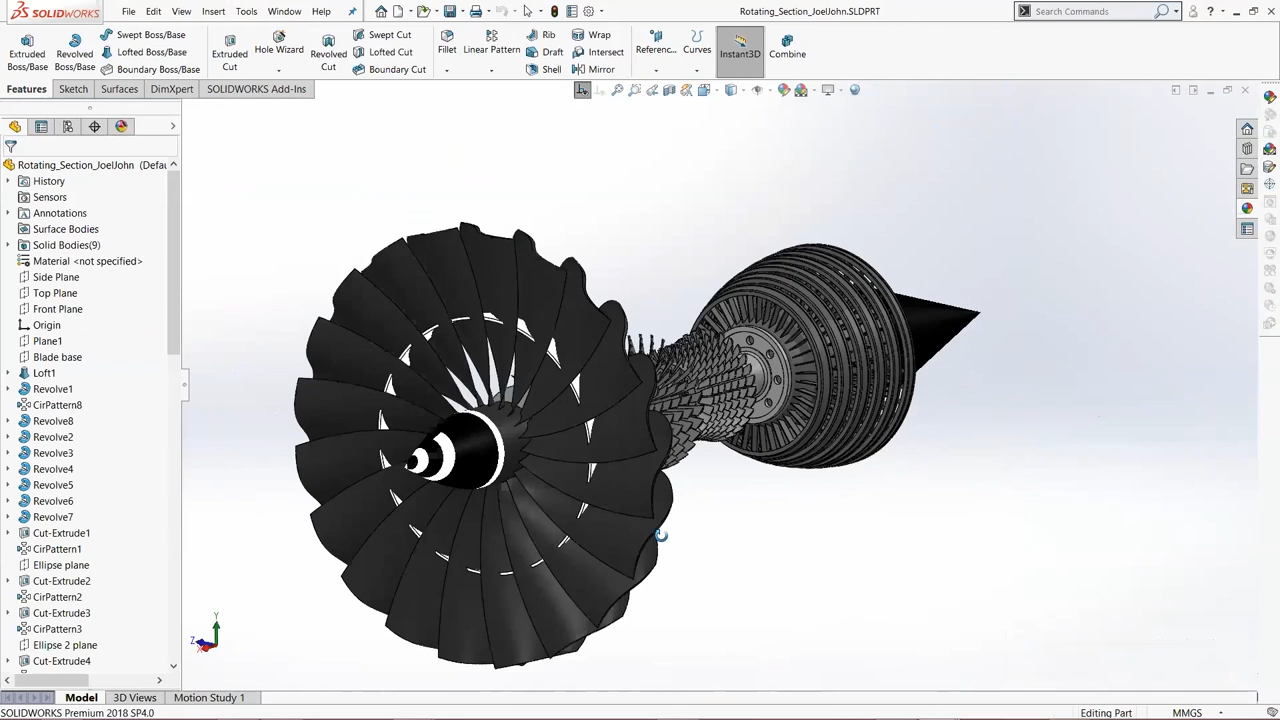 SOLIDWORKS
File
Edit
View
Insert
Tools
Window
Help
Rotating_Section_JoelJohn.SLDPRT
Search Commands
Extruded Boss/Base
Revolved Boss/Base
Swept Boss/Base
Lofted Boss/Base
Boundary Boss/Base
Extruded Cut
Hole Wizard
Revolved Cut
Swept Cut
Lofted Cut
Boundary Cut
Fillet
Linear Pattern
Rib
Draft
Shell
Wrap
Intersect
Mirror
Referenc...
Curves
Instant3D
Combine
Features
Sketch
Surfaces
DimXpert
SOLIDWORKS Add-Ins
Rotating_Section_JoelJohn (Defau
History
Sensors
Annotations
Surface Bodies
Solid Bodies(9)
Material <not specified>
Side Plane
Top Plane
Front Plane
Origin
Plane1
Blade base
Loft1
Revolve1
CirPattern8
Revolve8
Revolve2
Revolve3
Revolve4
Revolve5
Revolve6
Revolve7
Cut-Extrude1
CirPattern1
Ellipse plane
Cut-Extrude2
CirPattern2
Cut-Extrude3
CirPattern3
Ellipse 2 plane
Cut-Extrude4
Y
Z
X
Model
3D Views
Motion Study 1
SOLIDWORKS Premium 2018 SP4.0
Editing Part
MMGS